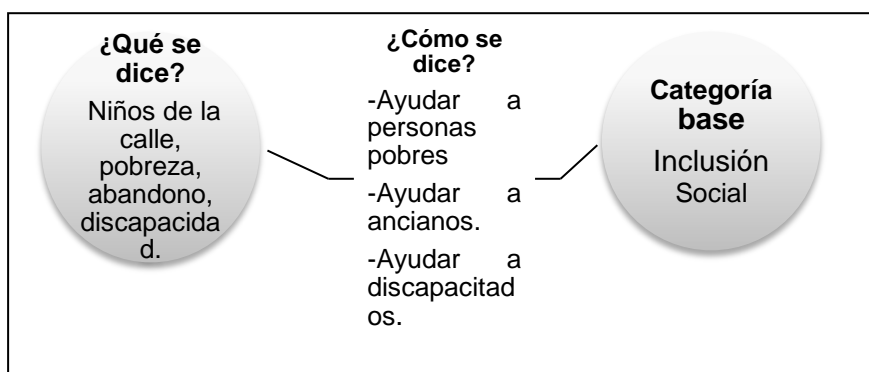 ¿Qué se
dice?
Niños de la
calle,
pobreza,
abandono,
discapacida
d.
¿Cómo se
dice?
-Ayudar a
personas
pobres
-Ayudar a
ancianos.
-Ayudar a
discapacitad
os.
Categoría
base
Inclusión
Social